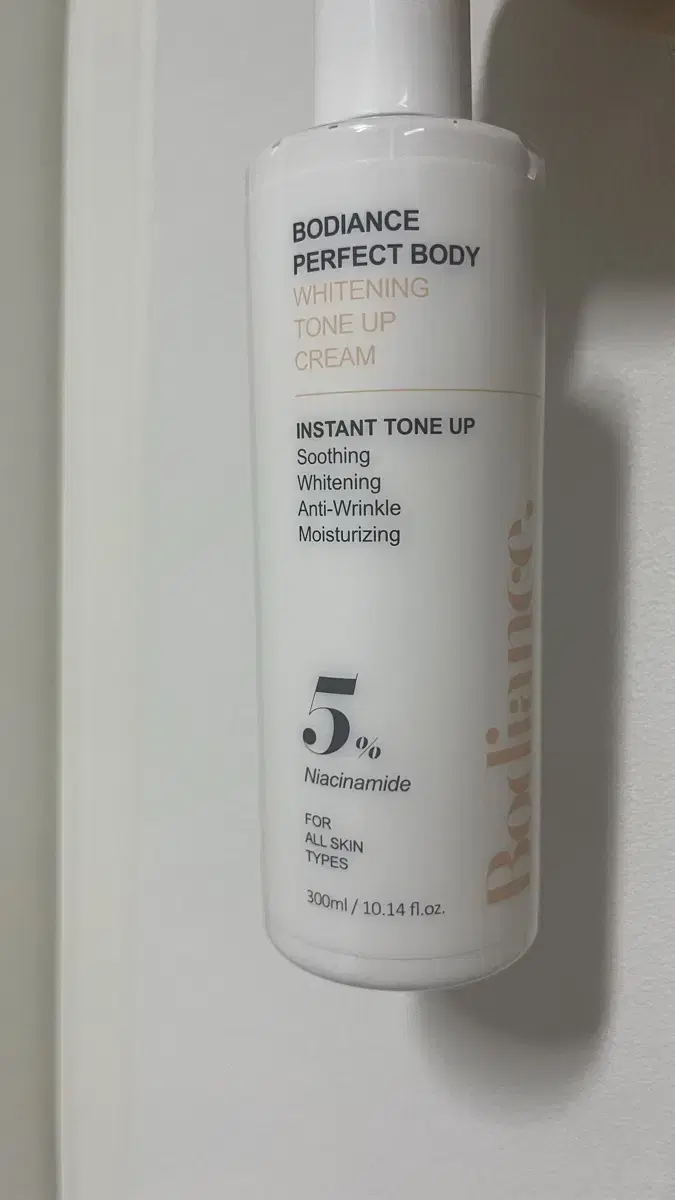 BODIANCE
PERFECT BODY
WHITENING
TONE UP
CREAM
INSTANT TONE UP
Soothing
Whitening
Anti-Wrinkle
Moisturizing
5%
Niacinamide
FOR
ALL SKIN
TYPES
300ml / 10.14 fl.oz.
Bodiance.